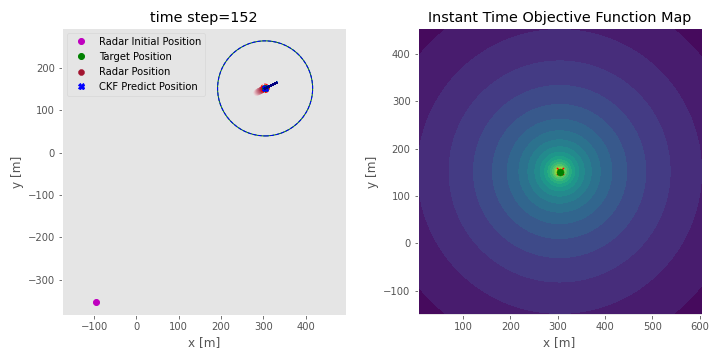 time step=152
Radar Initial Position
Target Position
Radar Position
CKF Predict Position
y [m]
200
100
0
−100
−200
−300
−100
0
100
200
300
400
x [m]
Instant Time Objective Function Map
y [m]
400
300
200
100
0
−100
100
200
300
400
500
600
x [m]